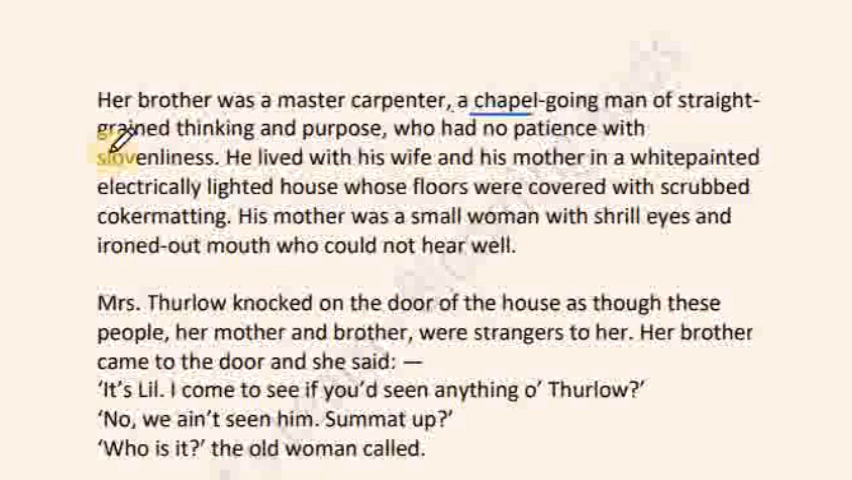 Her brother was a master carpenter, a chapel-going man of straight-
grained thinking and purpose, who had no patience with
slovenliness. He lived with his wife and his mother in a whitepainted
electrically lighted house whose floors were covered with scrubbed
cokermatting. His mother was a small woman with shrill eyes and
ironed-out mouth who could not hear well.
Mrs. Thurlow knocked on the door of the house as though these
people, her mother and brother, were strangers to her. Her brother
came to the door and she said: —
‘It’s Lil. I come to see if you’d seen anything o’ Thurlow?’
‘No, we ain’t seen him. Summat up?’
‘Who is it?’ the old woman called.